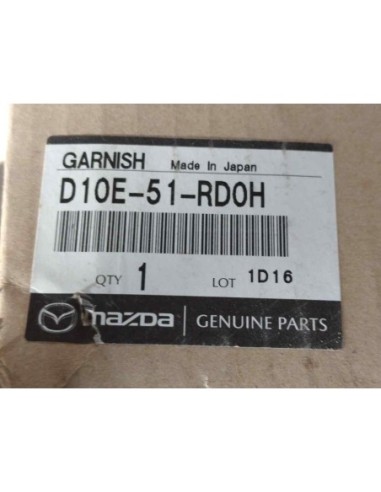 GARNISH Made In Japan
D10E-51-RD0H
QTY 1 LOT 1D16
mazda GENUINE PARTS